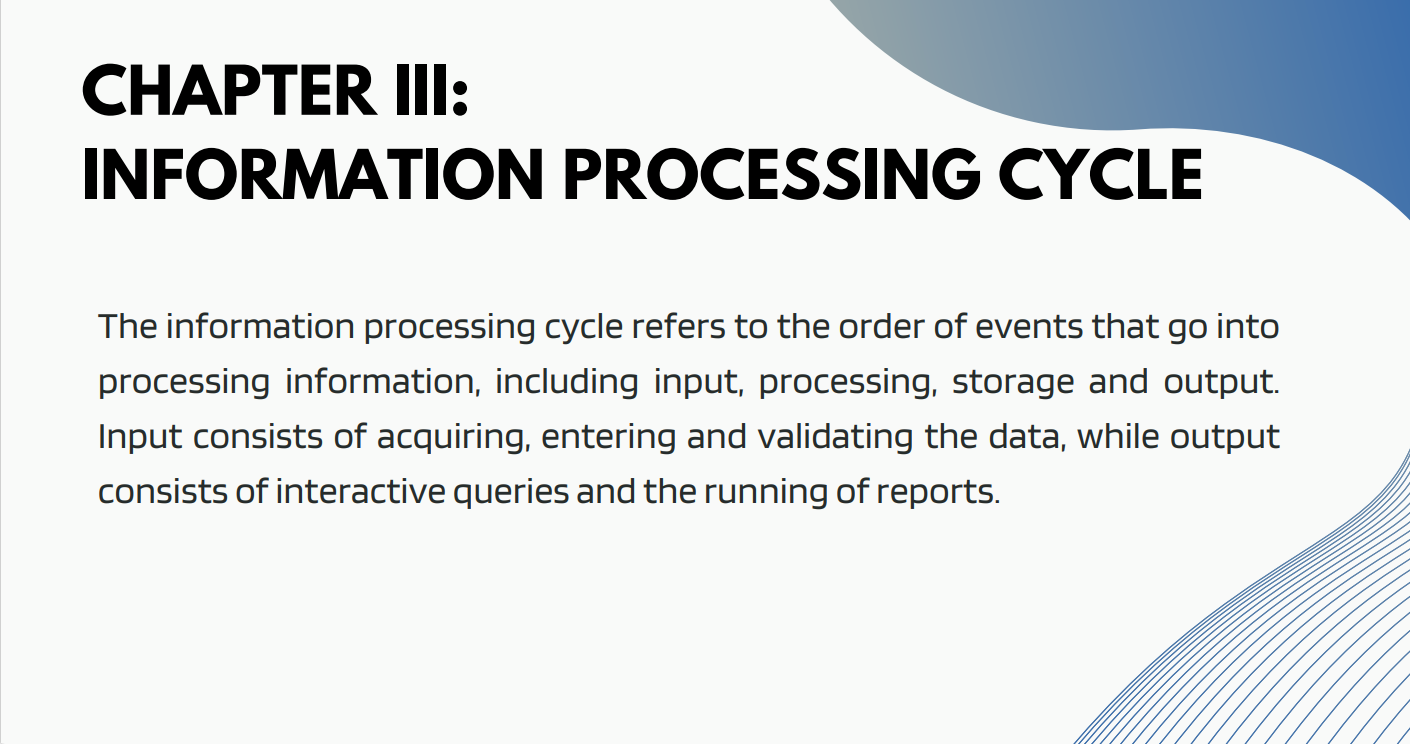 CHAPTER III:
INFORMATION PROCESSING CYCLE
The information processing cycle refers to the order of events that go into
processing information, including input, processing, storage and output.
Input consists of acquiring, entering and validating the data, while output
consists of interactive queries and the running of reports.